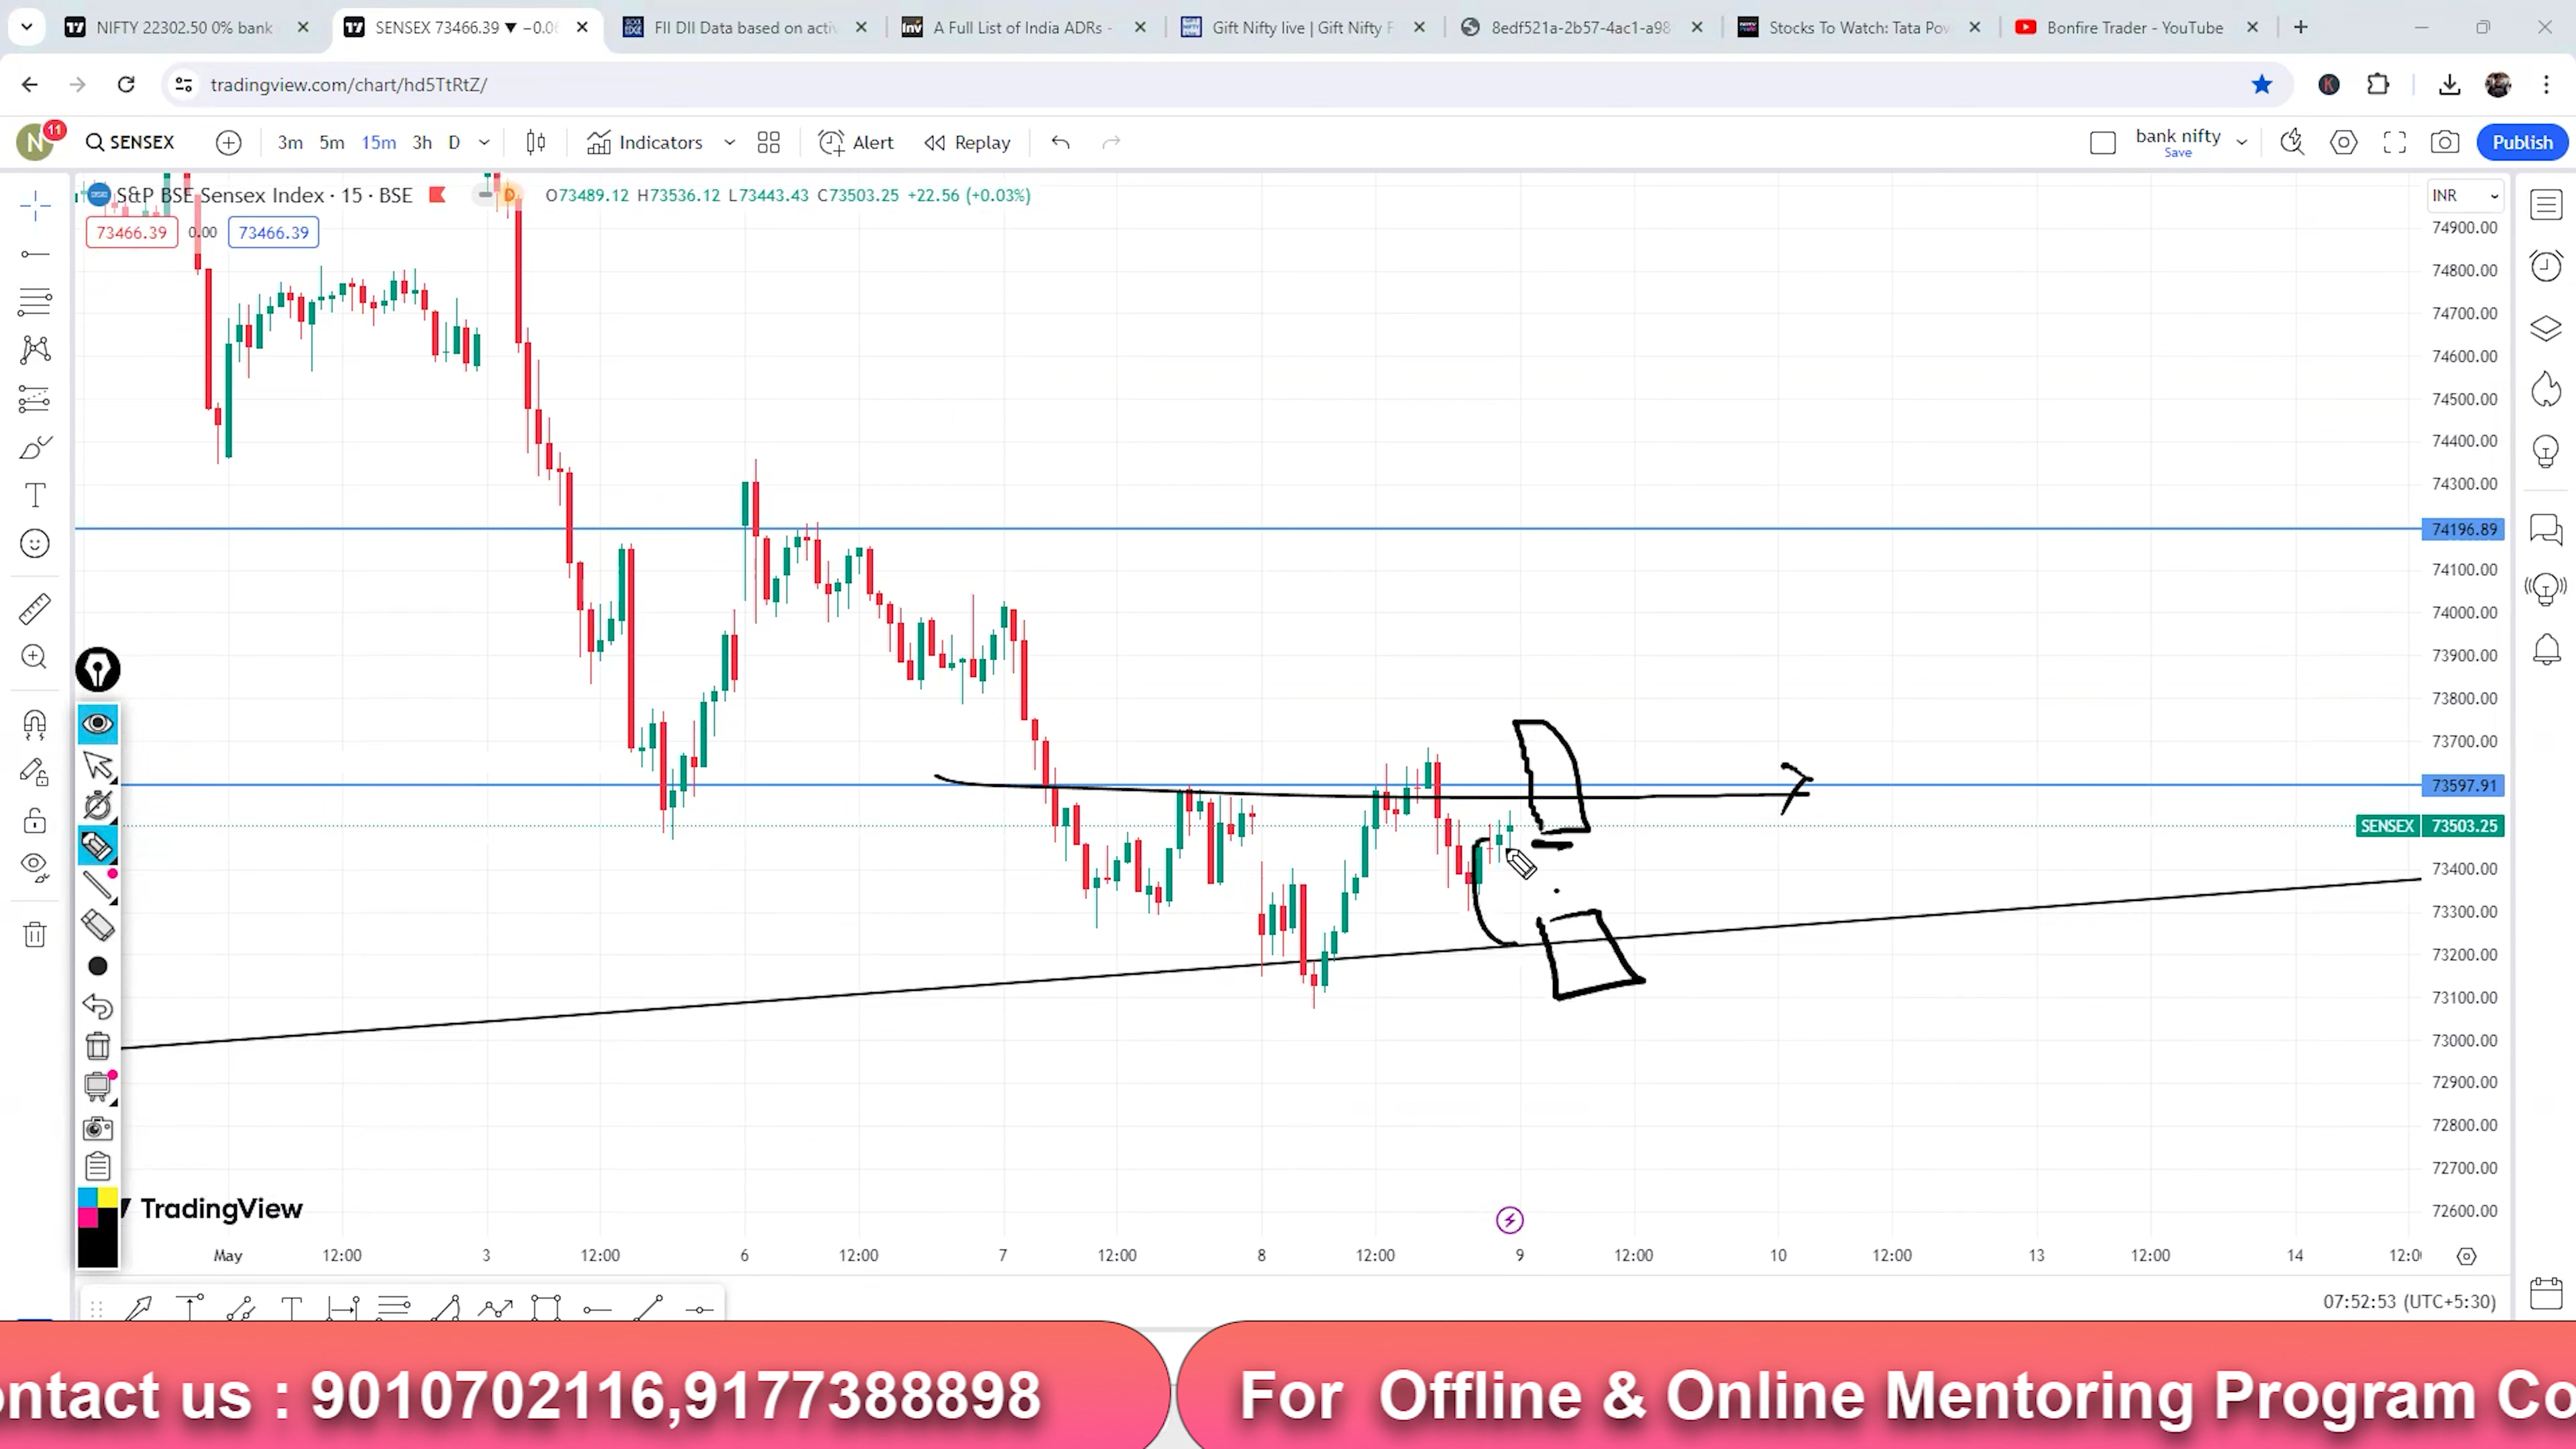 NIFTY 22302.50 0% bank
SENSEX 73466.39 ▼ −0.0
FII DII Data based on activ
A Full List of India ADRs -
Gift Nifty live | Gift Nifty F
8edf521a-2b57-4ac1-a98
Stocks To Watch: Tata Pow
Bonfire Trader - YouTube
tradingview.com/chart/hd5TtRtZ/
N 11 SENSEX 3m 5m 15m 3h D Indicators Alert Replay bank nifty Save Publish
S&P BSE Sensex Index · 15 · BSE D O73489.12 H73536.12 L73443.43 C73503.25 +22.56 (+0.03%)
INR
73466.39 0.00 73466.39
74900.00
74800.00
74700.00
74600.00
74500.00
74400.00
74300.00
74196.89
74100.00
74000.00
73900.00
73800.00
73700.00
73597.91
SENSEX 73503.25
73400.00
73300.00
73200.00
73100.00
73000.00
72900.00
72800.00
72700.00
72600.00
TradingView
May 12:00 3 12:00 6 12:00 7 12:00 8 12:00 9 12:00 10 12:00 13 12:00 14 12:0
07:52:53 (UTC+5:30)
ontact us : 9010702116,9177388898
For Offline & Online Mentoring Program Co